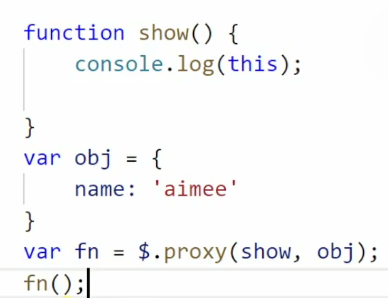 function show() {
    console.log(this);
}
var obj = {
    name: 'aimee'
}
var fn = $.proxy(show, obj);
fn();